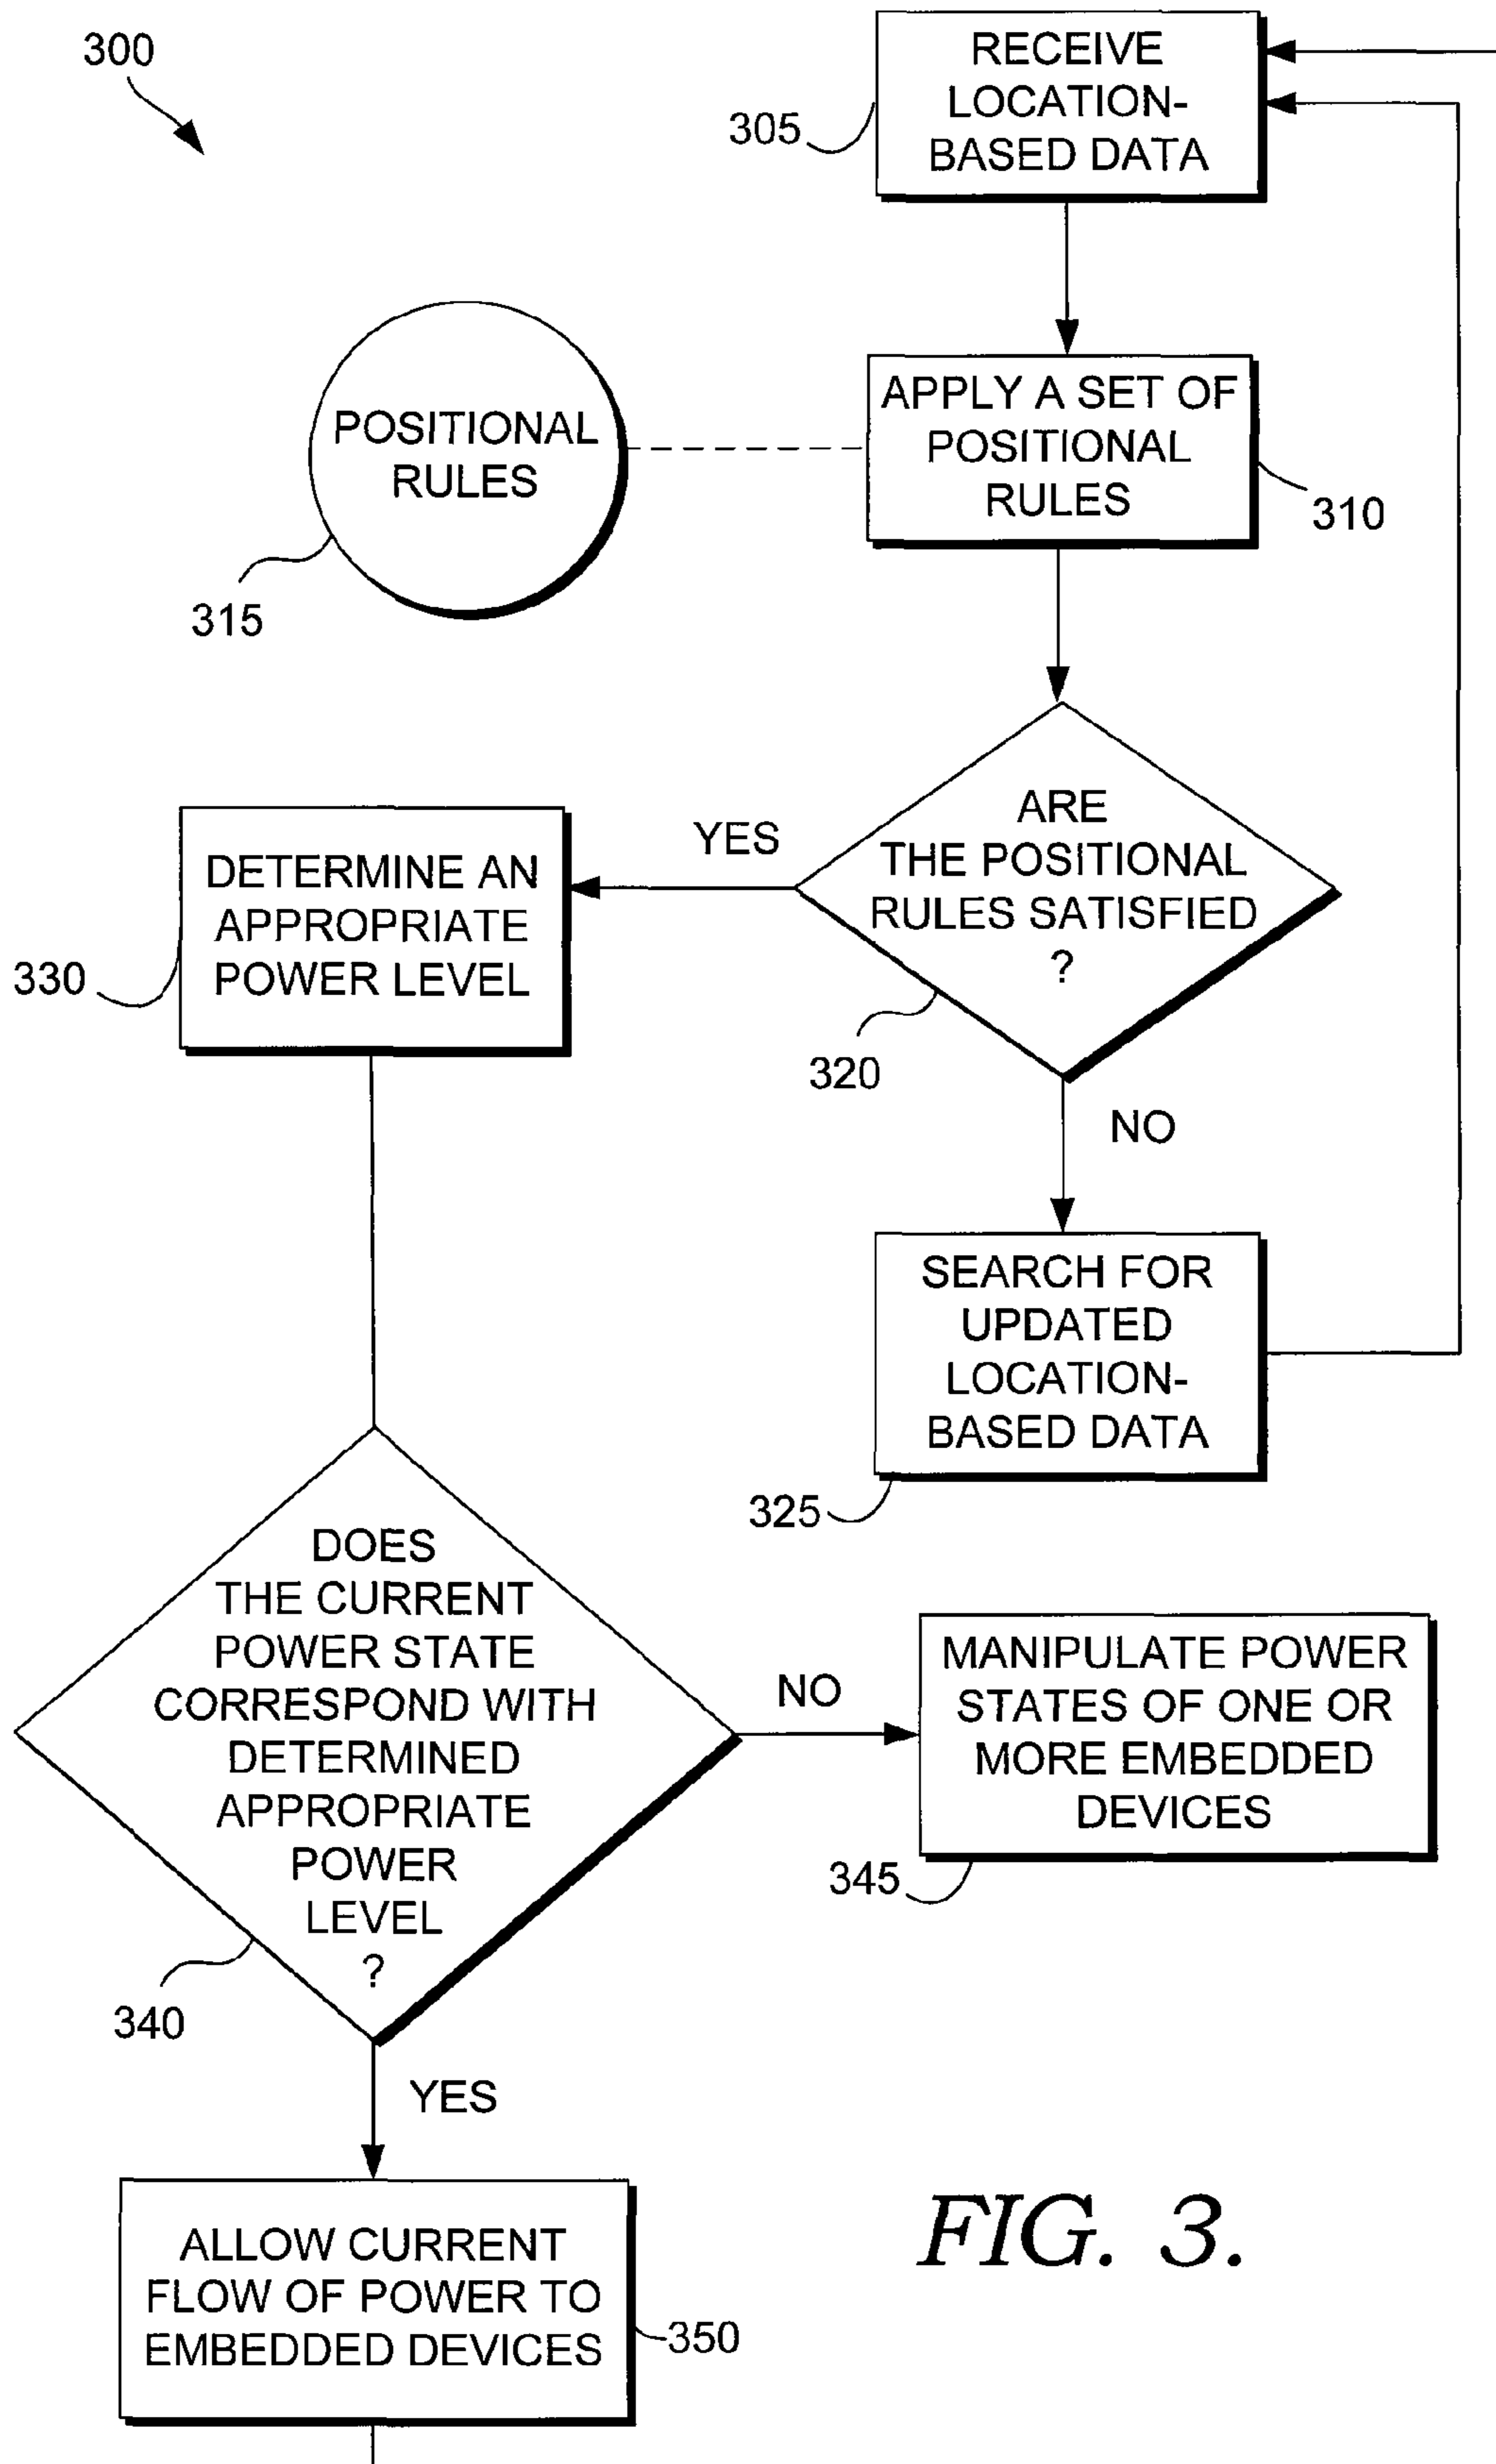 300
RECEIVE
LOCATION-
BASED DATA
305
APPLY A SET OF
POSITIONAL
RULES
310
POSITIONAL
RULES
315
ARE
THE POSITIONAL
RULES SATISFIED
?
320
YES
DETERMINE AN
APPROPRIATE
POWER LEVEL
330
NO
SEARCH FOR
UPDATED
LOCATION-
BASED DATA
325
DOES
THE CURRENT
POWER STATE
CORRESPOND WITH
DETERMINED
APPROPRIATE
POWER
LEVEL
?
340
NO
MANIPULATE POWER
STATES OF ONE OR
MORE EMBEDDED
DEVICES
345
YES
ALLOW CURRENT
FLOW OF POWER TO
EMBEDDED DEVICES
350
FIG. 3.